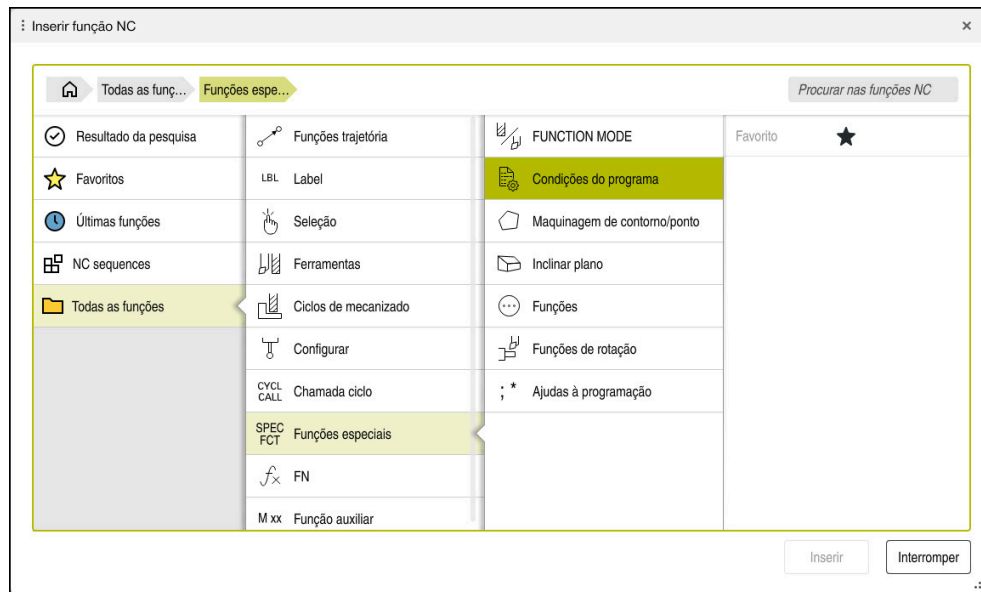 Inserir função NC
Todas as funç...
Funções espe...
Procurar nas funções NC
Resultado da pesquisa
Favoritos
Últimas funções
NC sequences
Todas as funções
Funções trajetória
LBL Label
Seleção
Ferramentas
Ciclos de mecanizado
Configurar
CYCL
CALL
Chamada ciclo
SPEC
FCT
Funções especiais
fx FN
M xx Função auxiliar
FUNCTION MODE
Condições do programa
Maquinagem de contorno/ponto
Inclinar plano
Funções
Funções de rotação
; * Ajudas à programação
Favorito
Inserir
Interromper